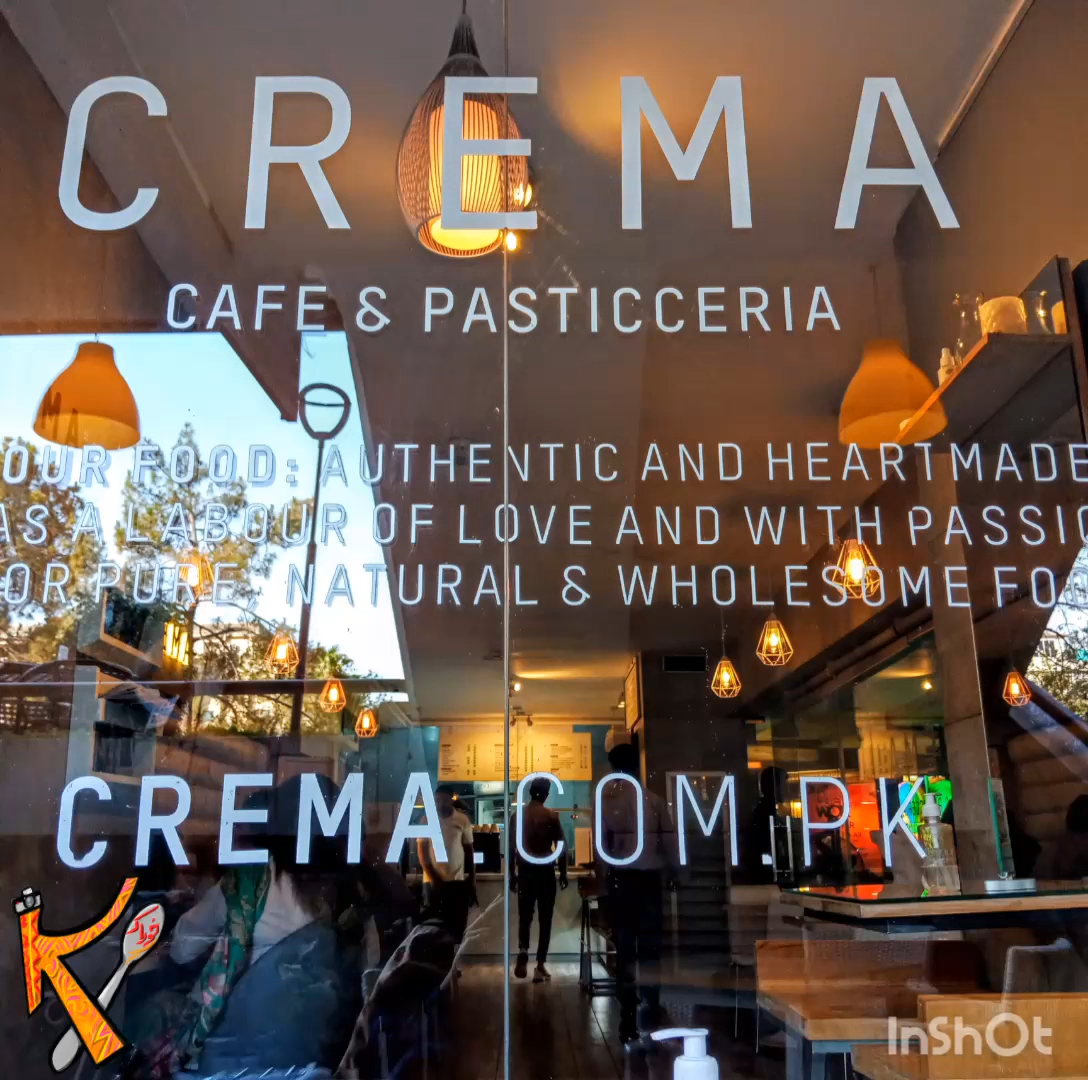 CREMA
CAFE & PASTICCERIA
OUR FOOD: AUTHENTIC AND HEARTMADE
AS A LABOUR OF LOVE AND WITH PASSIO
OR PURE, NATURAL & WHOLESOME FO
CREMA.COM.PK
K
InShOt